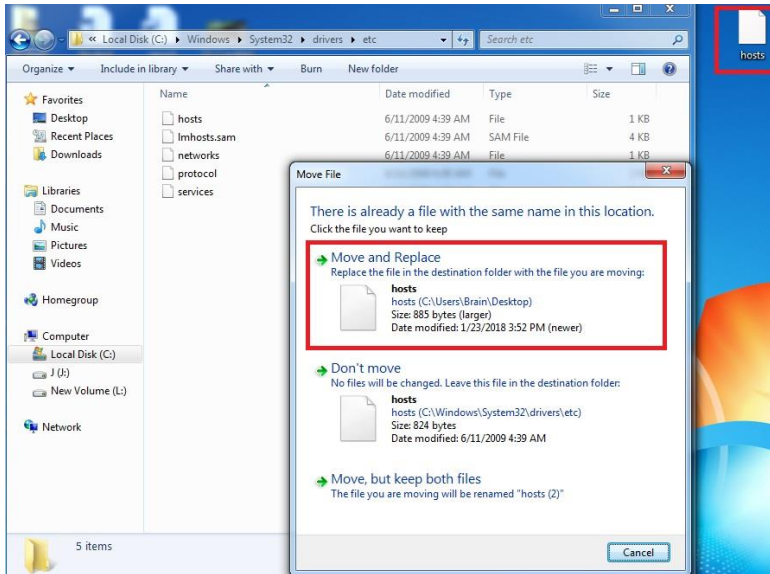 « Local Disk (C:) ▸ Windows ▸ System32 ▸ drivers ▸ etc
Search etc
hosts
Organize ▾ Include in library ▾ Share with ▾ Burn New folder
Favorites
Desktop
Recent Places
Downloads
Libraries
Documents
Music
Pictures
Videos
Homegroup
Computer
Local Disk (C:)
J (J:)
New Volume (L:)
Network
Name Date modified Type Size
hosts 6/11/2009 4:39 AM File 1 KB
lmhosts.sam 6/11/2009 4:39 AM SAM File 4 KB
networks 6/11/2009 4:39 AM File 1 KB
protocol
services
5 items
Move File
There is already a file with the same name in this location.
Click the file you want to keep
Move and Replace
Replace the file in the destination folder with the file you are moving:
hosts
hosts (C:\Users\Brain\Desktop)
Size: 885 bytes (larger)
Date modified: 1/23/2018 3:52 PM (newer)
Don't move
No files will be changed. Leave this file in the destination folder:
hosts
hosts (C:\Windows\System32\drivers\etc)
Size: 824 bytes
Date modified: 6/11/2009 4:39 AM
Move, but keep both files
The file you are moving will be renamed "hosts (2)"
Cancel